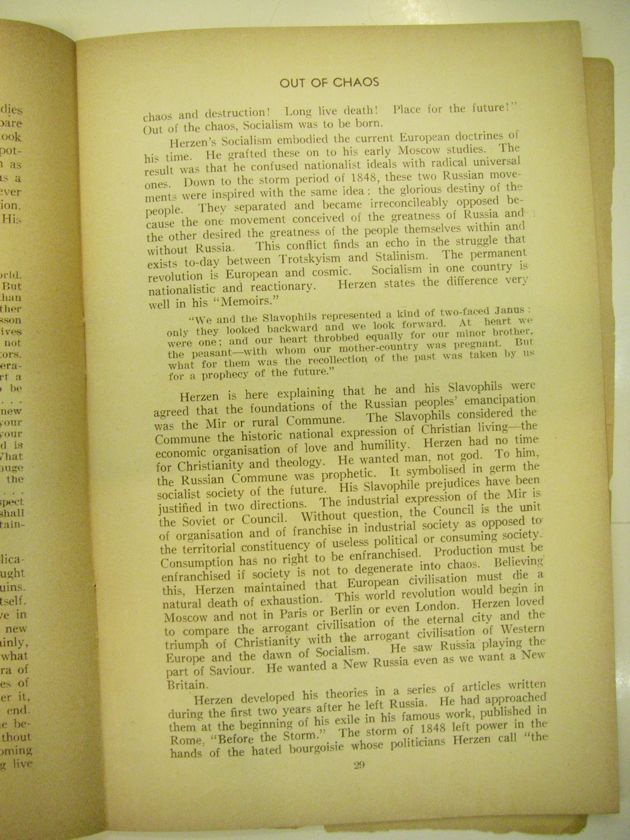 OUT OF CHAOS
chaos and destruction! Long live death! Place for the future!"
Out of the chaos, Socialism was to be born.
Herzen's Socialism embodied the current European doctrines of
his time. He grafted these on to his early Moscow studies. The
result was that he confused nationalist ideals with radical universal
ones. Down to the storm period of 1848, these two Russian move-
ments were inspired with the same idea: the glorious destiny of the
people. They separated and became irreconcileably opposed be-
cause the one movement conceived of the greatness of Russia and
the other desired the greatness of the people themselves within and
without Russia. This conflict finds an echo in the struggle that
exists to-day between Trotskyism and Stalinism. The permanent
revolution is European and cosmic. Socialism in one country is
nationalistic and reactionary. Herzen states the difference very
well in his "Memoirs."
"We and the Slavophils represented a kind of two-faced Janus:
only they looked backward and we look forward. At heart we
were one; and our heart throbbed equally for our minor brother,
the peasant—with whom our mother-country was pregnant. But
what for them was the recollection of the past was taken by us
for a prophecy of the future."
Herzen is here explaining that he and his Slavophils were
agreed that the foundations of the Russian peoples' emancipation
was the Mir or rural Commune. The Slavophils considered the
Commune the historic national expression of Christian living—the
economic organisation of love and humility. Herzen had no time
for Christianity and theology. He wanted man, not god. To him,
the Russian Commune was prophetic. It symbolised in germ the
socialist society of the future. His Slavophile prejudices have been
justified in two directions. The industrial expression of the Mir is
the Soviet or Council. Without question, the Council is the unit
of organisation and of franchise in industrial society as opposed to
the territorial constituency of useless political or consuming society.
Consumption has no right to be enfranchised. Production must be
enfranchised if society is not to degenerate into chaos. Believing
this, Herzen maintained that European civilisation must die a
natural death of exhaustion. This world revolution would begin in
Moscow and not in Paris or Berlin or even London. Herzen loved
to compare the arrogant civilisation of the eternal city and the
triumph of Christianity with the arrogant civilisation of Western
Europe and the dawn of Socialism. He saw Russia playing the
part of Saviour. He wanted a New Russia even as we want a New
Britain.
Herzen developed his theories in a series of articles written
during the first two years after he left Russia. He had approached
them at the beginning of his exile in his famous work, published in
Rome, "Before the Storm." The storm of 1848 left power in the
hands of the hated bourgoisie whose politicians Herzen call "the
29